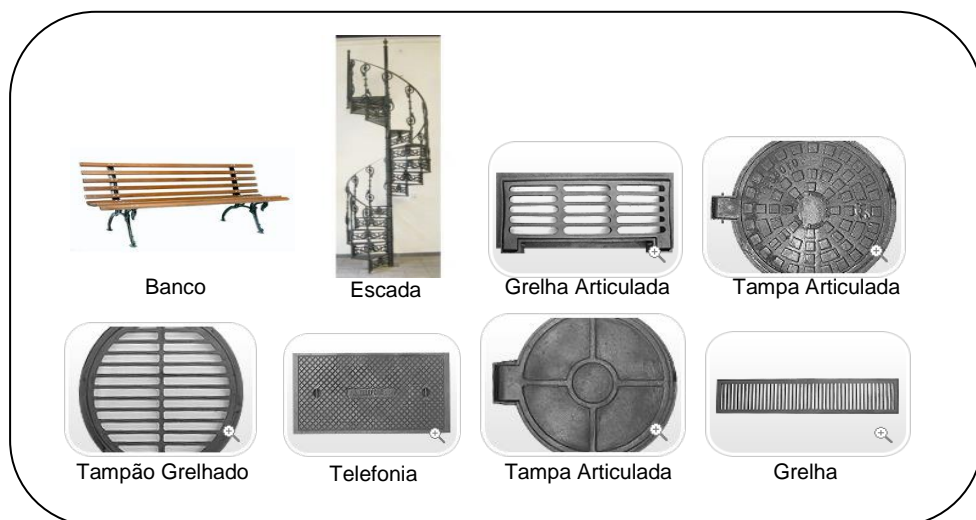 Banco
Escada
Grelha Articulada
Tampa Articulada
Tampão Grelhado
Telefonia
Tampa Articulada
Grelha